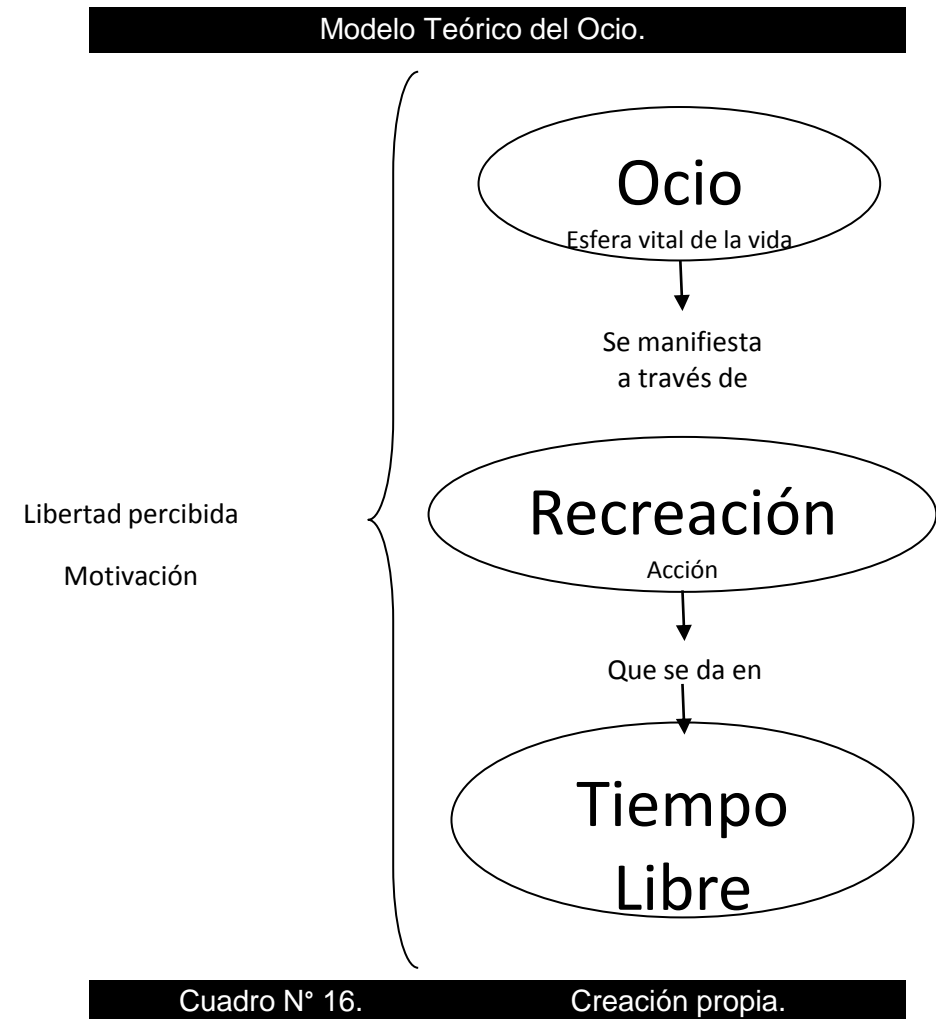 Modelo Teórico del Ocio.
Ocio
Esfera vital de la vida
Se manifiesta
a través de
Libertad percibida
Motivación
Recreación
Acción
Que se da en
Tiempo
Libre
Cuadro N° 16. Creación propia.